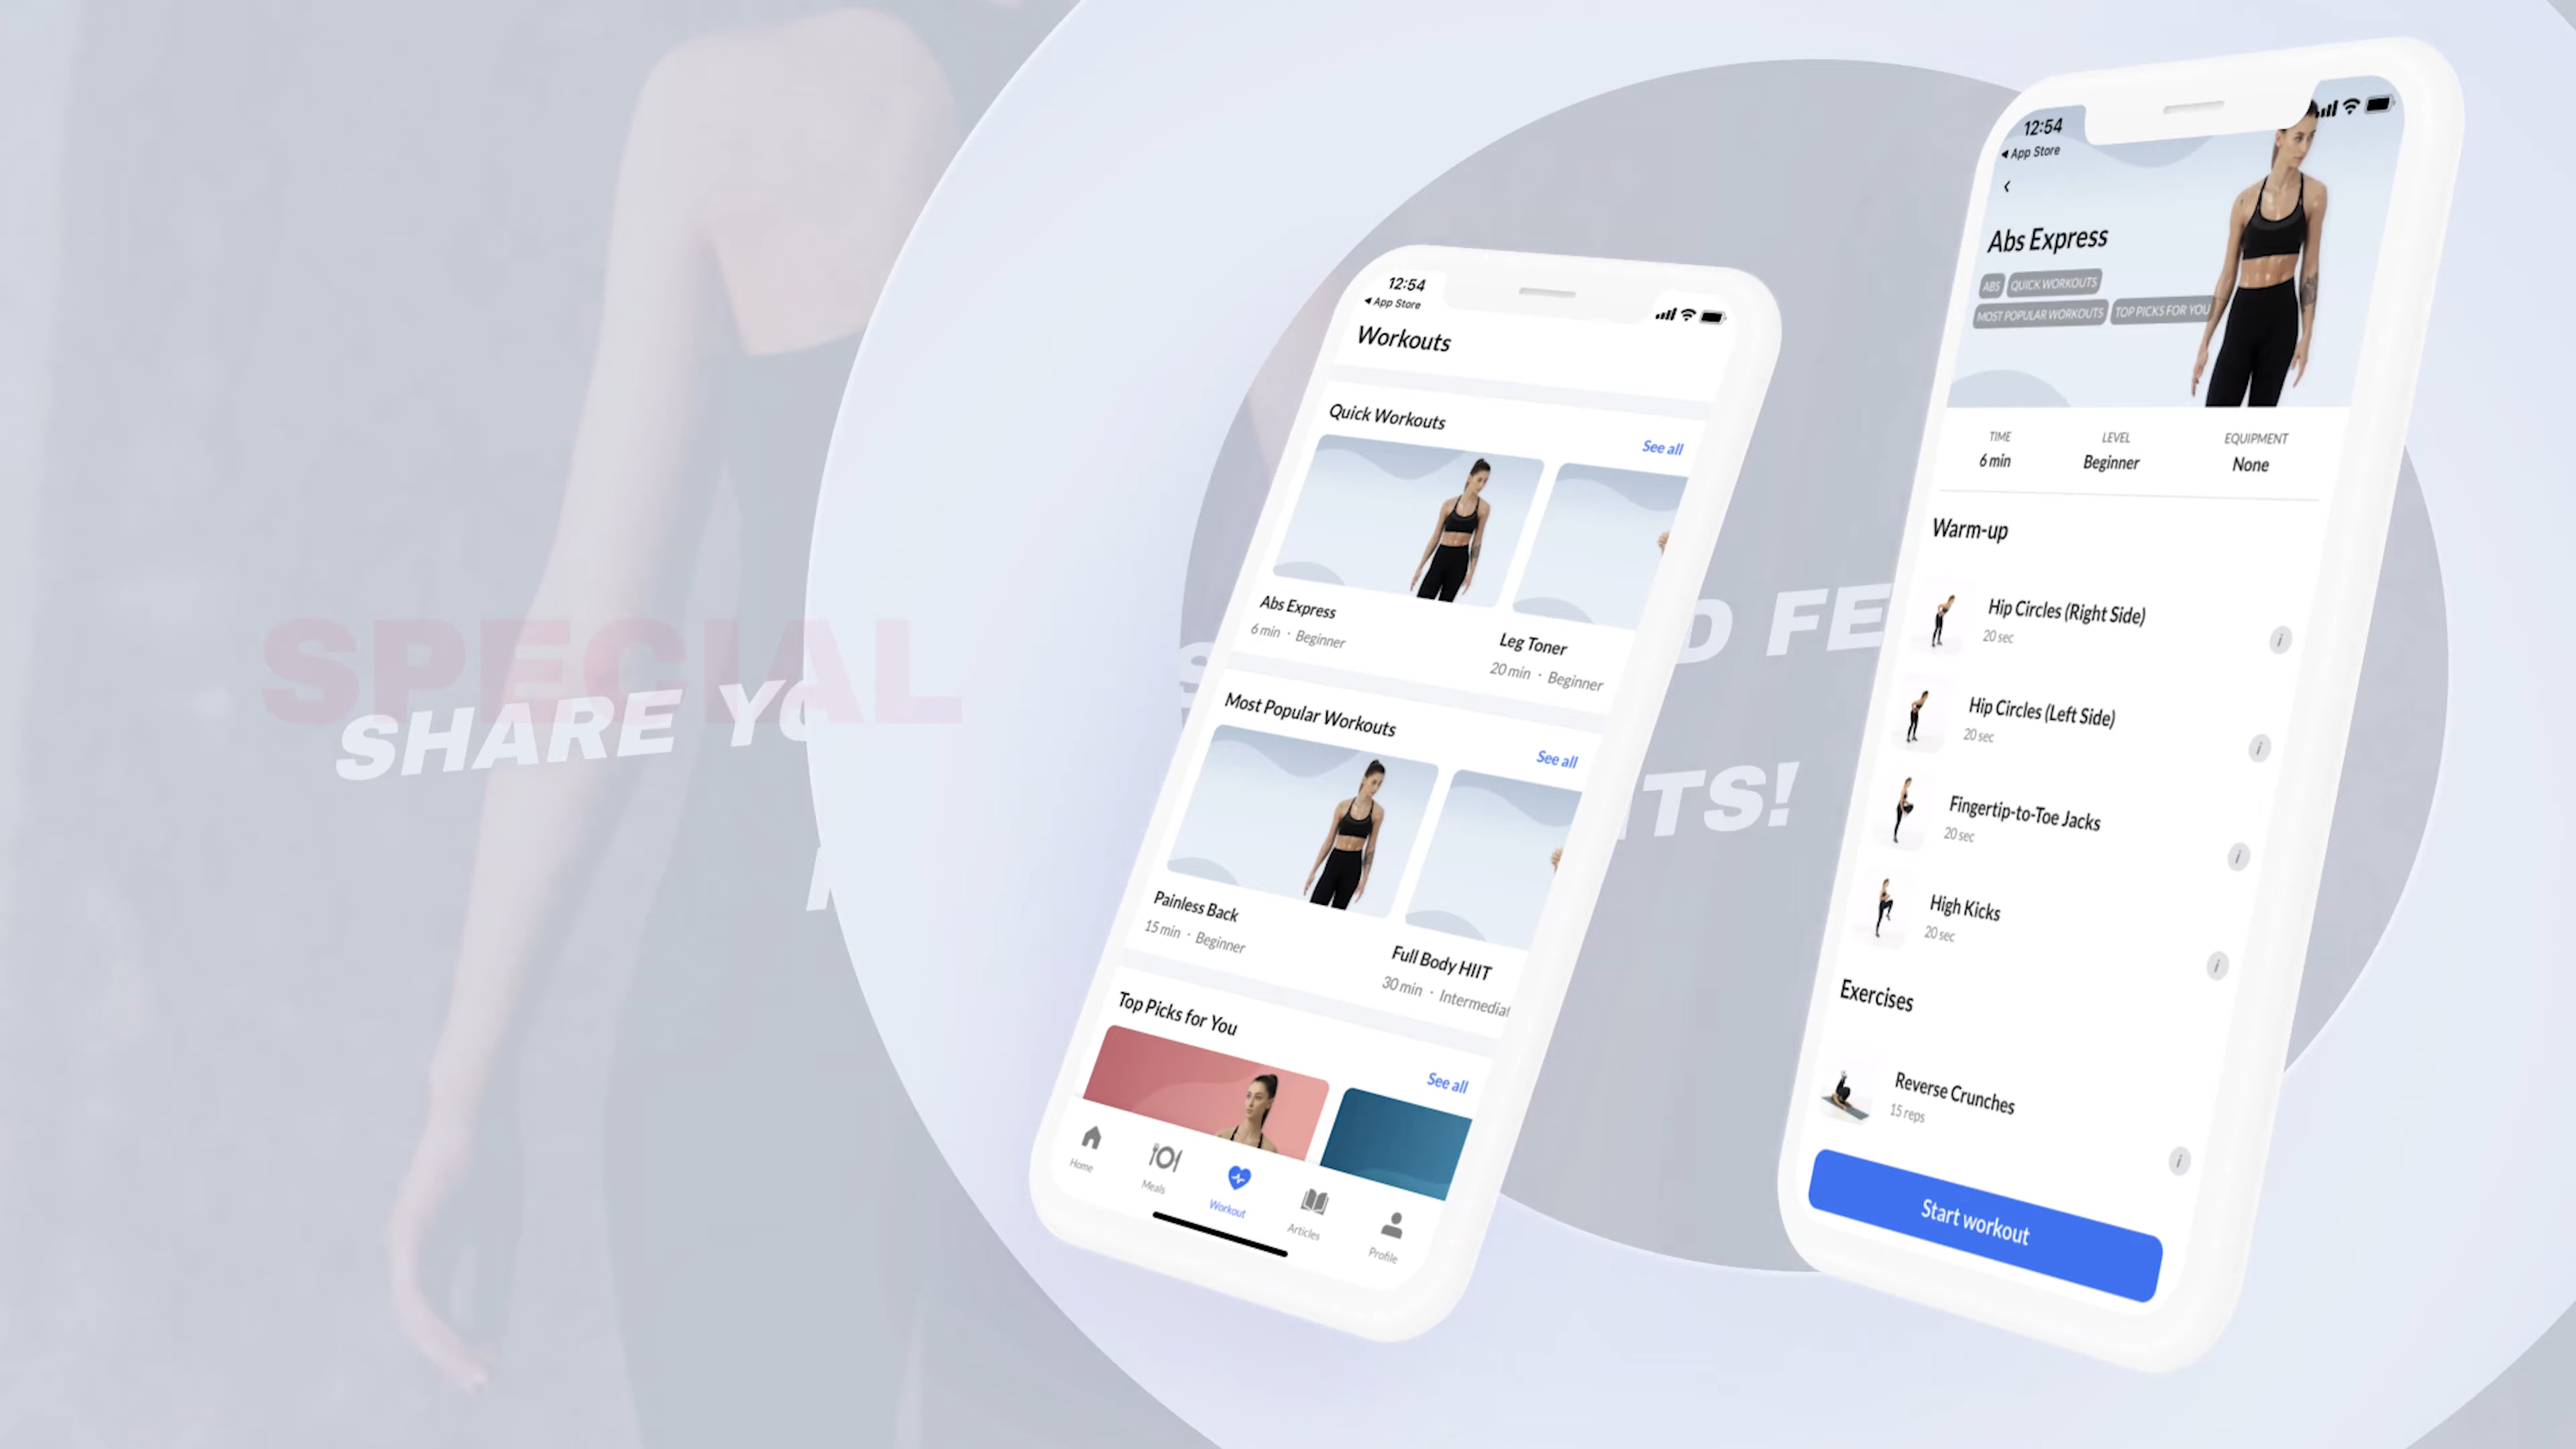 SPECIAL
SHARE
TS!
12:54
App Store
Workouts
Quick Workouts
See all
Abs Express
6 min · Beginner
Leg Toner
20 min · Beginner
Most Popular Workouts
See all
Painless Back
15 min · Beginner
Full Body HIIT
30 min
Top Picks for You
See all
Home
Meals
Workout
Articles
Profile
12:54
App Store
Abs Express
ABS
QUICK WORKOUTS
MOST POPULAR WORKOUTS
TOP PICKS FOR YOU
TIME
LEVEL
EQUIPMENT
6 min
Beginner
None
Warm-up
Hip Circles (Right Side)
20 sec
Hip Circles (Left Side)
20 sec
Fingertip-to-Toe Jacks
20 sec
High Kicks
20 sec
Exercises
Reverse Crunches
15 reps
Start workout